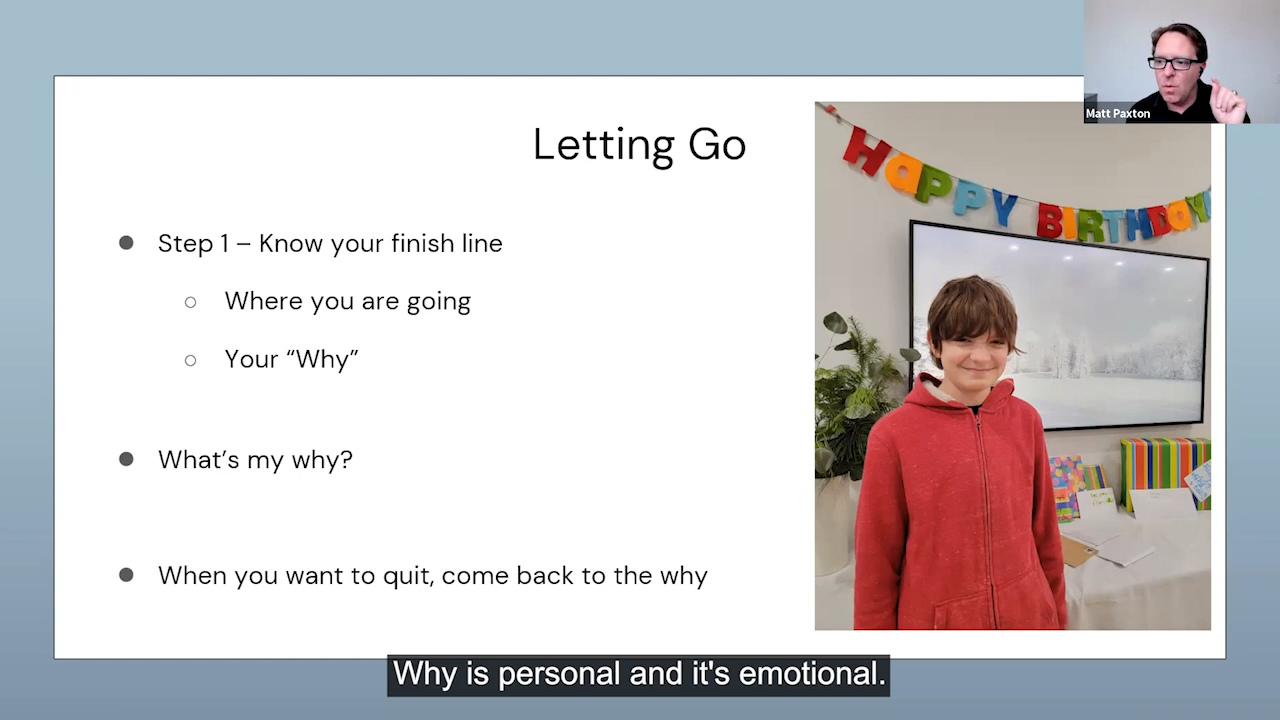 Matt Paxton
Letting Go
HAPPY BIRTHDAY!
Step 1 – Know your finish line
Where you are going
Your “Why”
What’s my why?
When you want to quit, come back to the why
Why is personal and it's emotional.